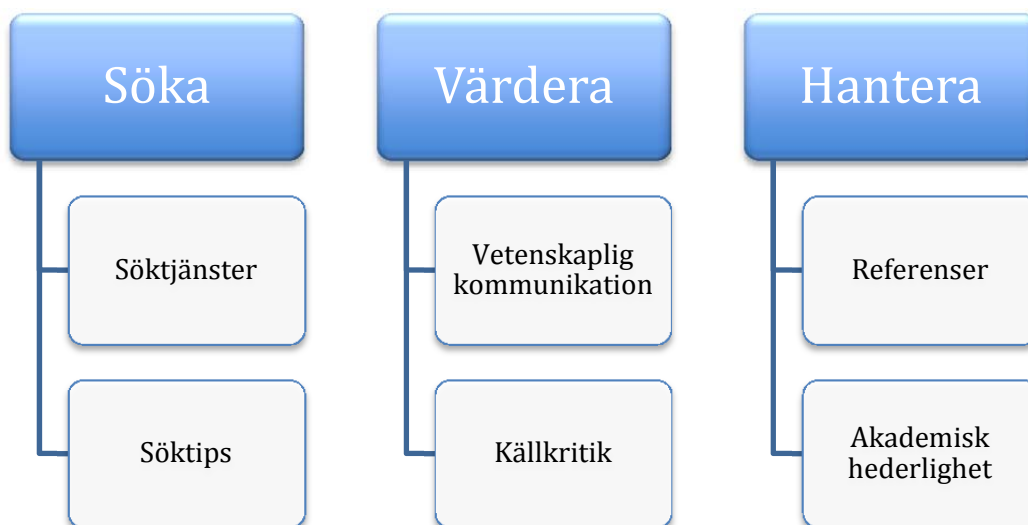 Söka
Söktjänster
Söktips
Värdera
Vetenskaplig
kommunikation
Källkritik
Hantera
Referenser
Akademisk
hederlighet